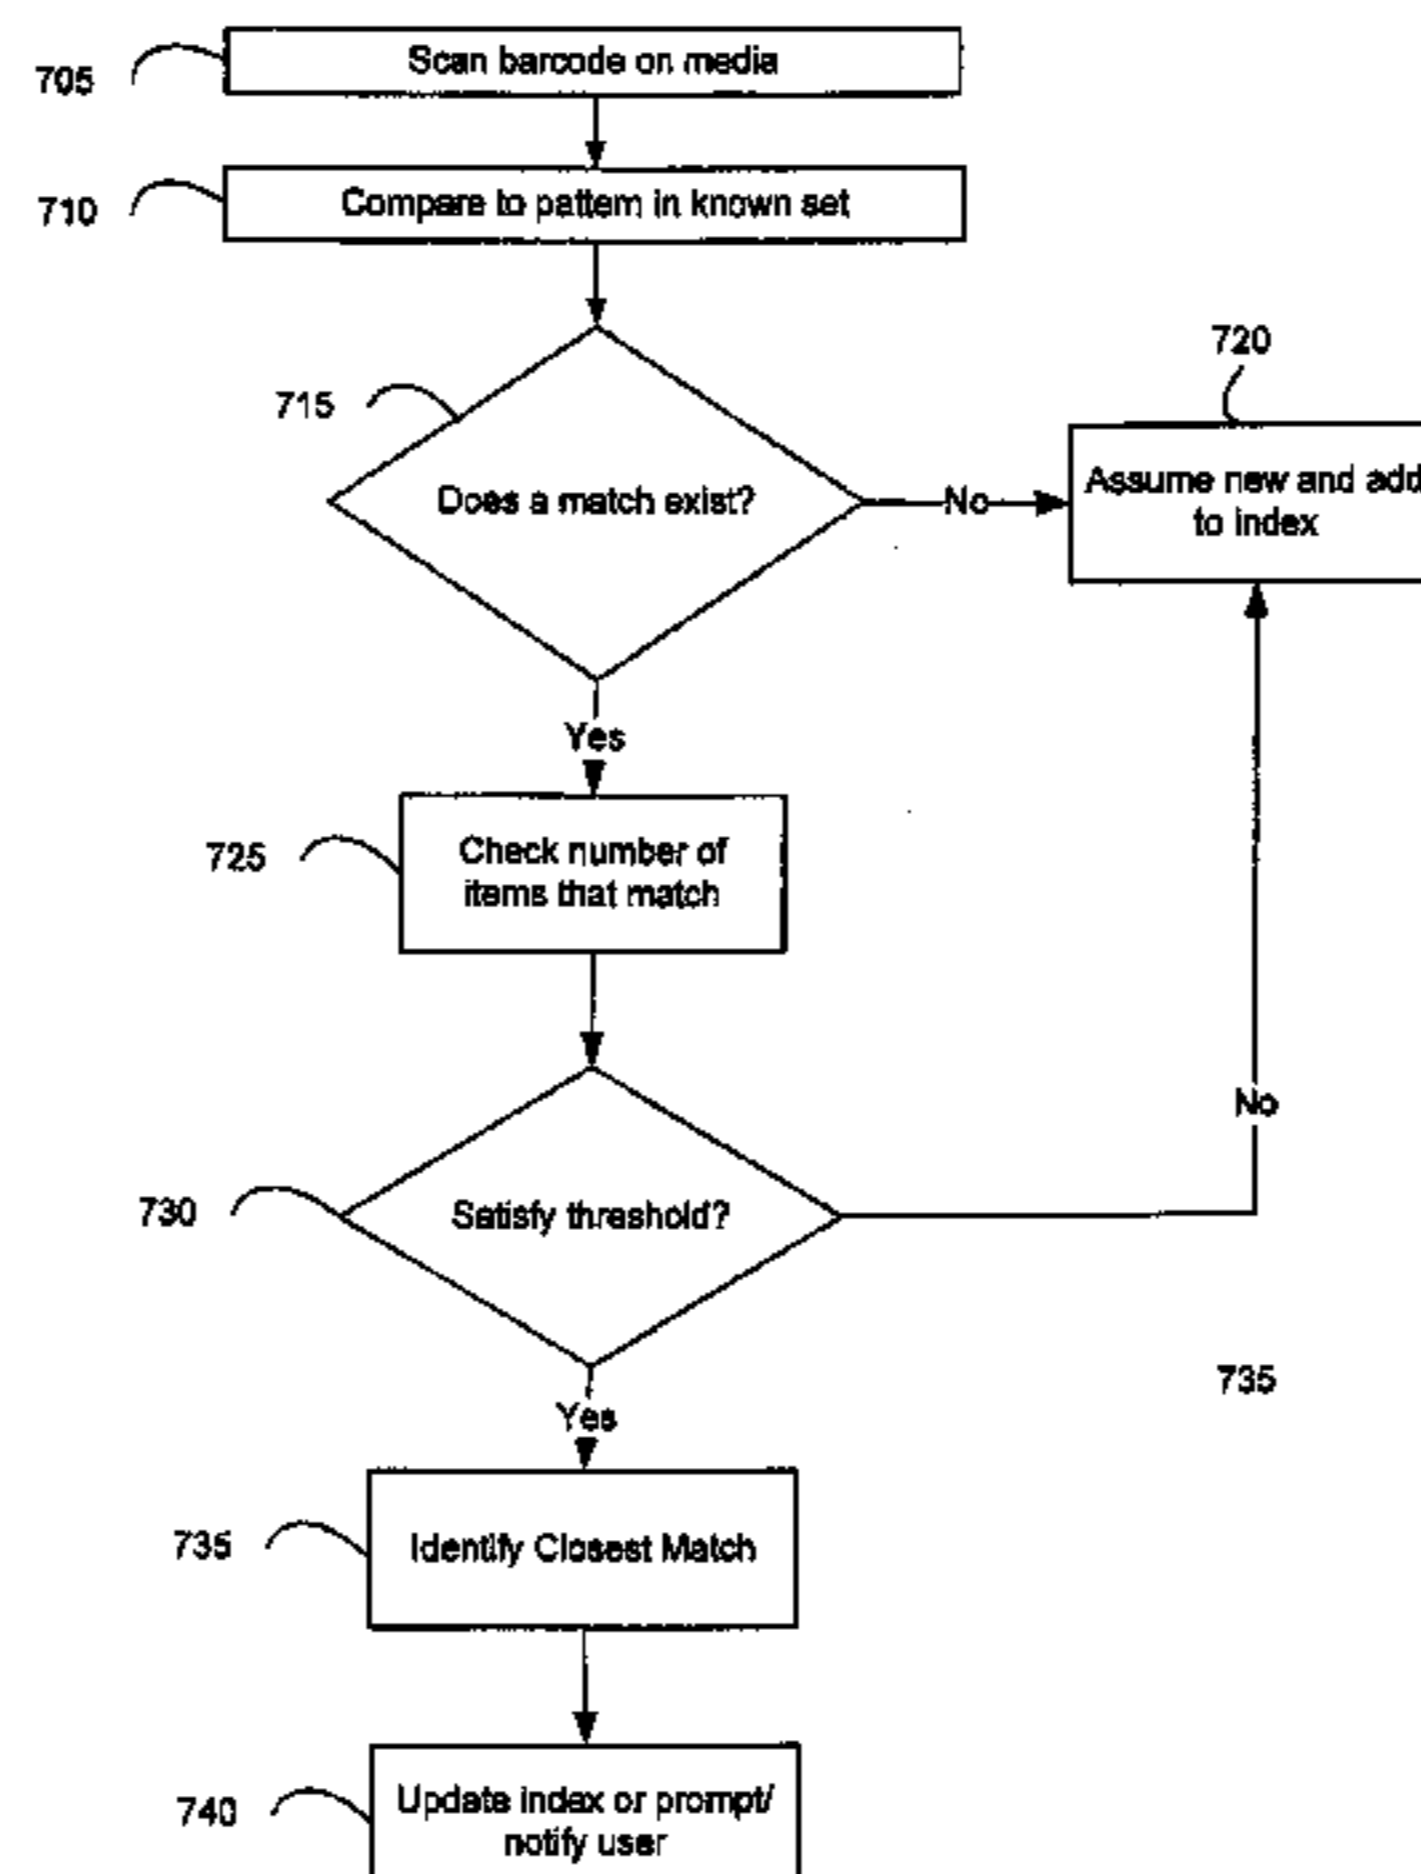 705
Scan barcode on media
710
Compare to pattern in known set
715
Does a match exist?
No
720
Assume new and add
to index
Yes
725
Check number of
items that match
730
Satisfy threshold?
No
735
Yes
735
Identify Closest Match
740
Update index or prompt/
notify user